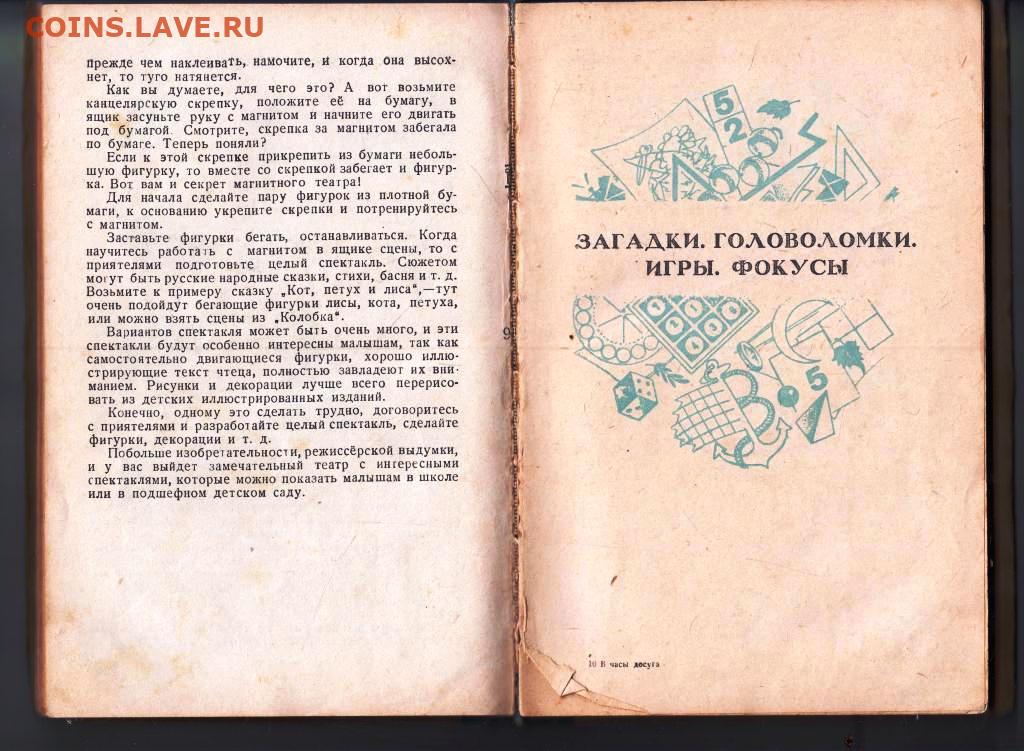 COINS.LAVE.RU
прежде чем наклеивать, намочите, и когда она высох-
нет, то туго натянется.
Как вы думаете, для чего это? А вот возьмите
канцелярскую скрепку, положите её на бумагу, в
ящик засуньте руку с магнитом и начните его двигать
под бумагой. Смотрите, скрепка за магнитом забегала
по бумаге. Теперь поняли?
Если к этой скрепке прикрепить из бумаги неболь-
шую фигурку, то вместе со скрепкой забегает и фигур-
ка. Вот вам и секрет магнитного театра!
Для начала сделайте пару фигурок из плотной бу-
маги, к основанию укрепите скрепки и потренируйтесь
с магнитом.
Заставьте фигурки бегать, останавливаться. Когда
научитесь работать с магнитом в ящике сцены, то с
приятелями подготовьте целый спектакль. Сюжетом
могут быть русские народные сказки, стихи, басня и т. д.
Возьмите к примеру сказку „Кот, петух и лиса“,—тут
очень подойдут бегающие фигурки лисы, кота, петуха,
или можно взять сцены из „Колобка“.
Вариантов спектакля может быть очень много, и эти
спектакли будут особенно интересны малышам, так как
самостоятельно двигающиеся фигурки, хорошо иллю-
стрирующие текст чтеца, полностью завладеют их вни-
манием. Рисунки и декорации лучше всего перерисо-
вать из детских иллюстрированных изданий.
Конечно, одному это сделать трудно, договоритесь
с приятелями и разработайте целый спектакль, сделайте
фигурки, декорации и т. д.
Побольше изобретательности, режиссёрской выдумки,
и у вас выйдет замечательный театр с интересными
спектаклями, которые можно показать малышам в школе
или в подшефном детском саду.
5
2
ЗАГАДКИ. ГОЛОВОЛОМКИ.
ИГРЫ. ФОКУСЫ
5
10 В часы досуга